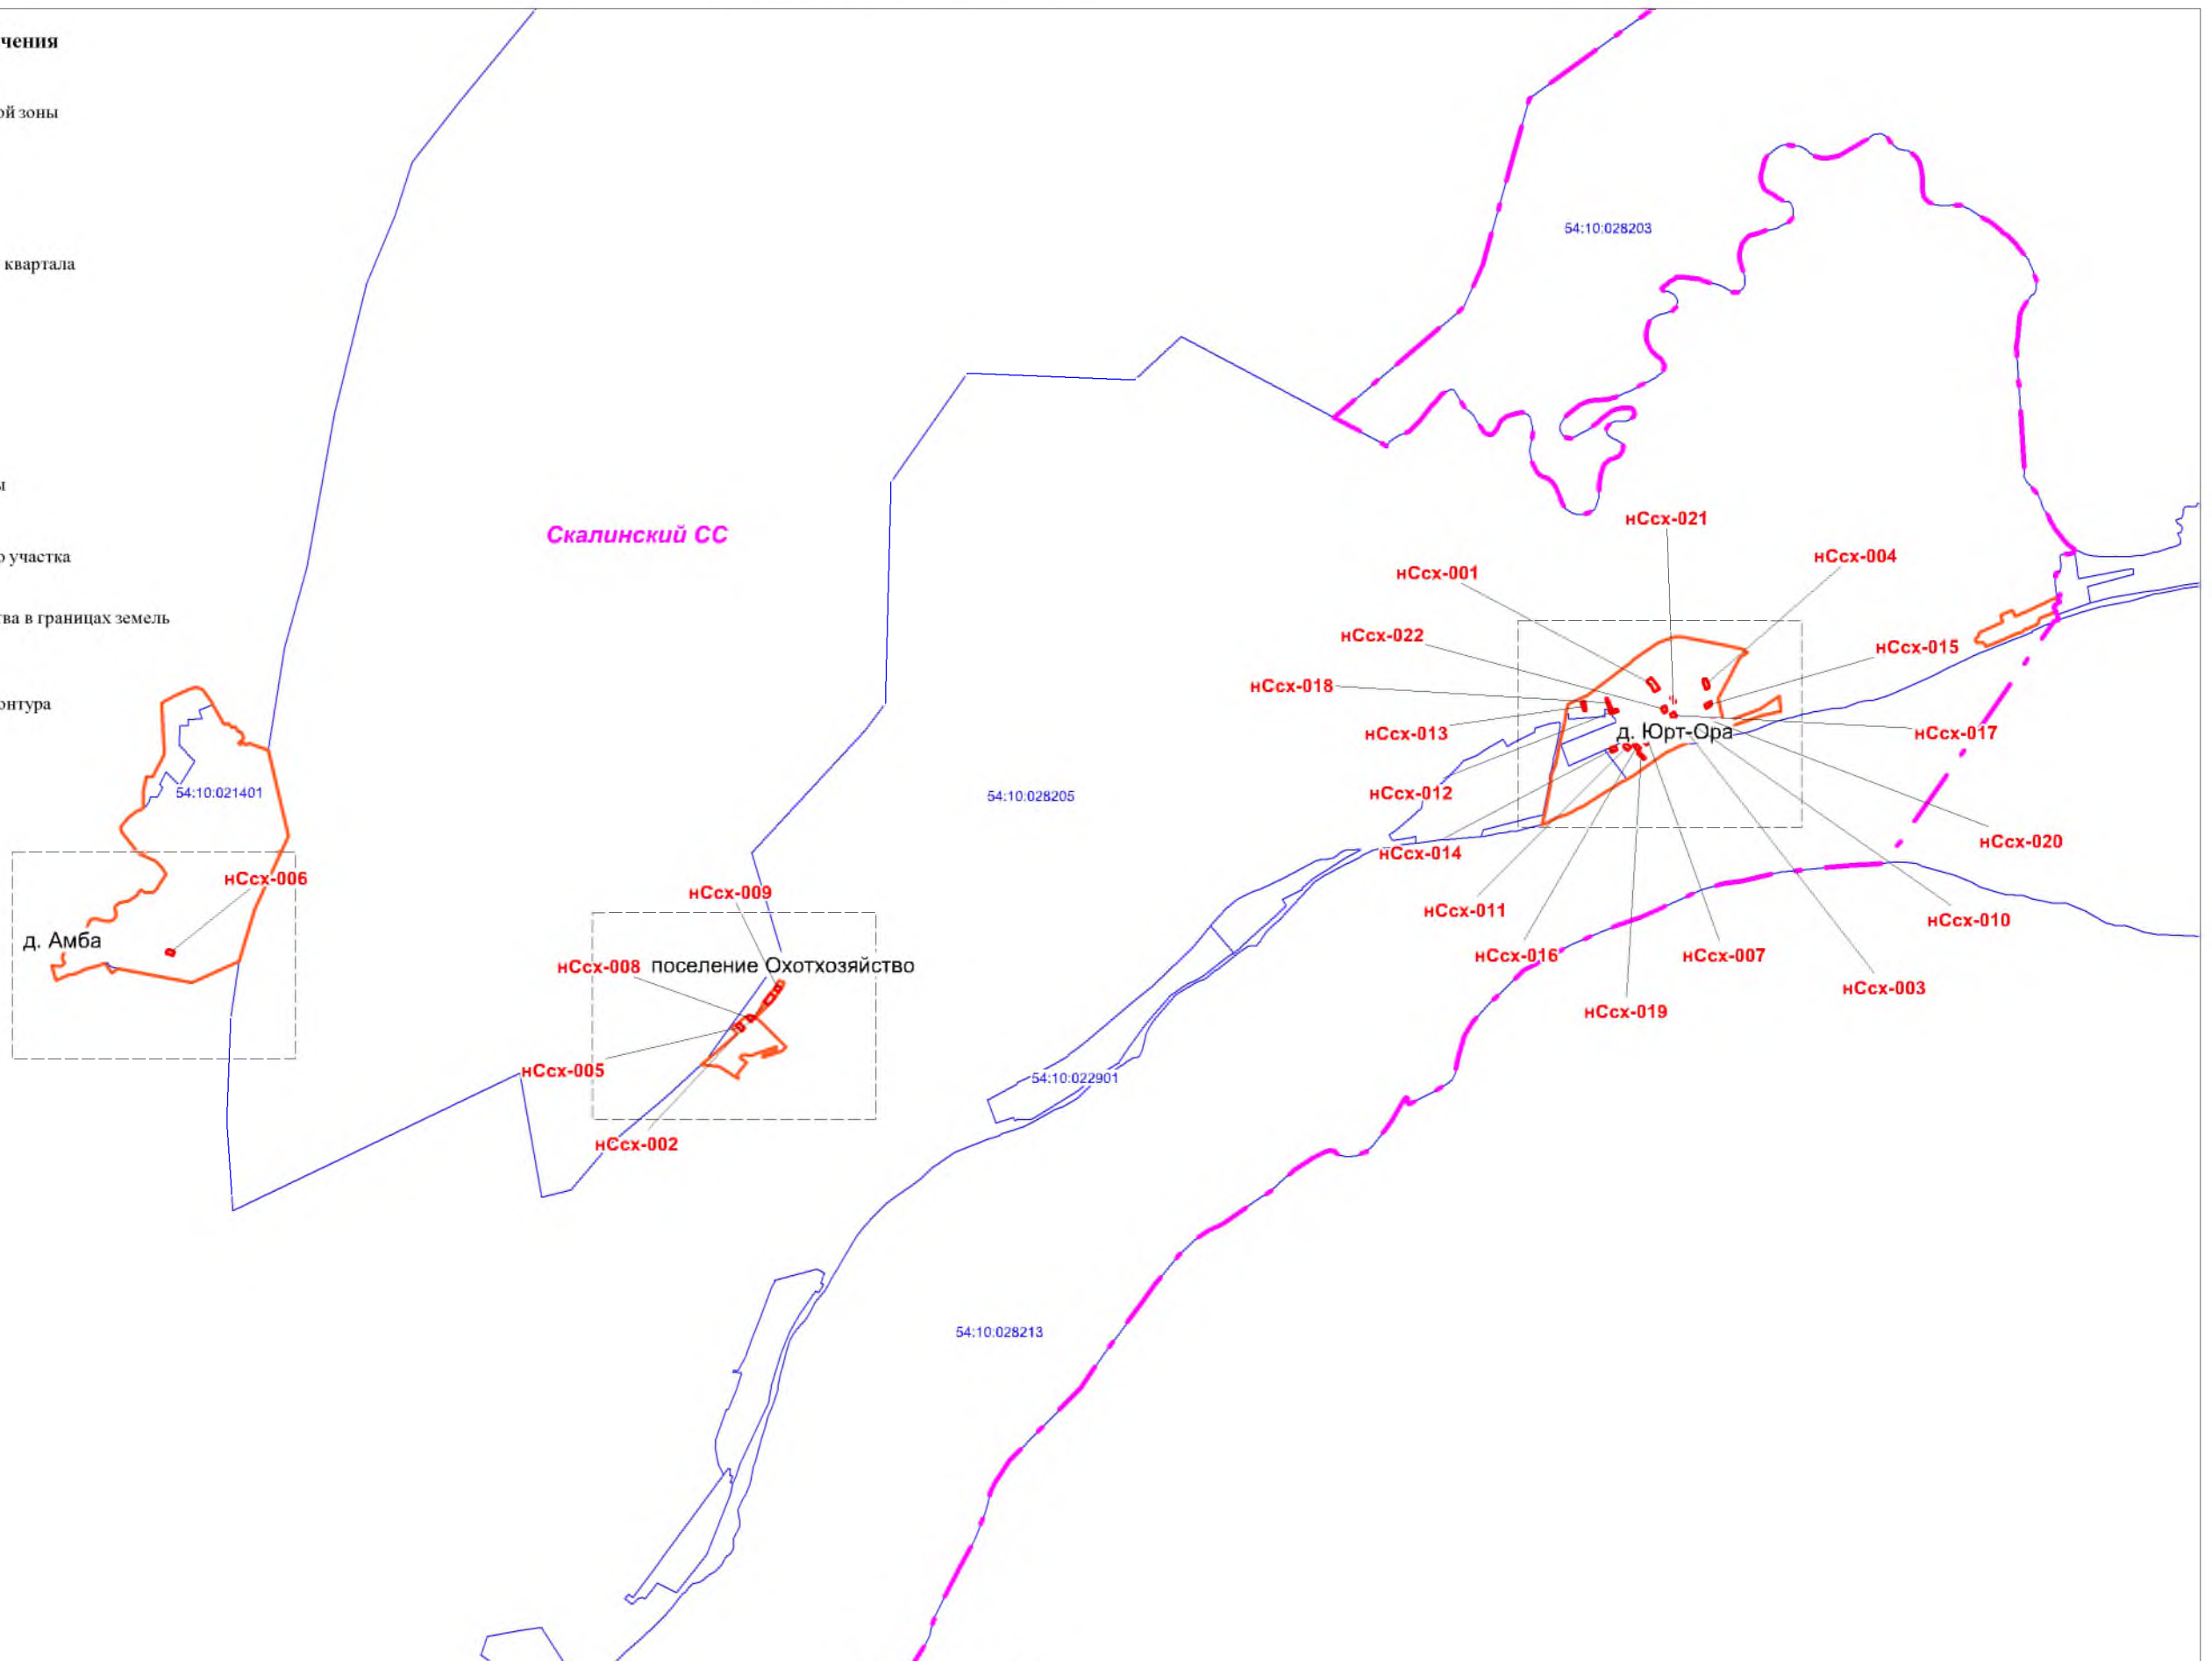 чения
ой зоны
квартала
ы
о участка
тва в границах земель
онтура
54:10:028203
Скалинский СС
нСсх-021
нСсх-004
нСсх-001
нСсх-022
нСсх-015
нСсх-018
нСсх-013
д. Юрт-Ора
нСсх-017
54:10:021401
54:10:028205
нСсх-012
нСсх-020
нСсх-014
нСсх-006
нСсх-009
нСсх-011
нСсх-010
д. Амба
нСсх-016
нСсх-007
нСсх-008
поселение Охотхозяйство
нСсх-003
нСсх-019
нСсх-005
54:10:022901
нСсх-002
54:10:028213